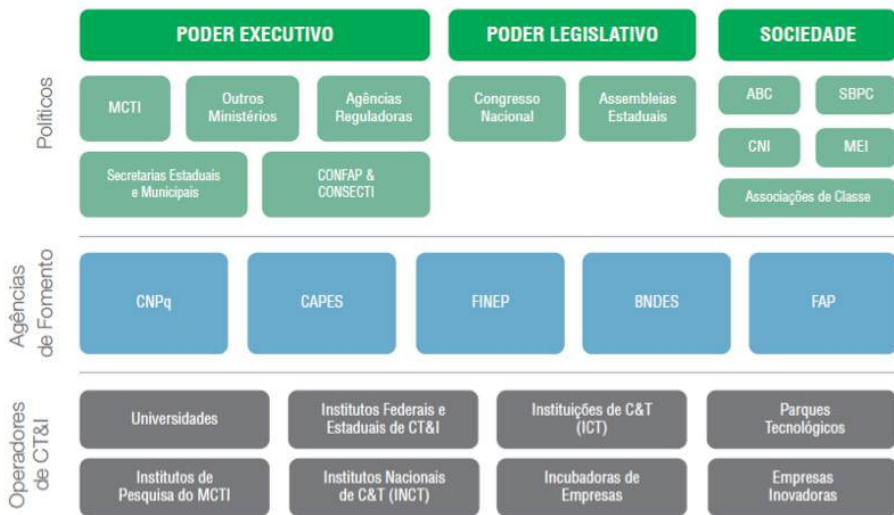 PODER EXECUTIVO
PODER LEGISLATIVO
SOCIEDADE
Políticos
MCTI
Outros
Ministérios
Agências
Reguladoras
Congresso
Nacional
Assembleias
Estaduais
ABC
SBPC
CNI
MEI
Secretarias Estaduais
e Municipais
CONFAP &
CONSECTI
Associações de Classe
Agências
de Fomento
CNPq
CAPES
FINEP
BNDES
FAP
Operadores
de CT&I
Universidades
Institutos Federais e
Estaduais de CT&I
Instituições de C&T
(ICT)
Parques
Tecnológicos
Institutos de
Pesquisa do MCTI
Institutos Nacionais
de C&T (INCT)
Incubadoras de
Empresas
Empresas
Inovadoras